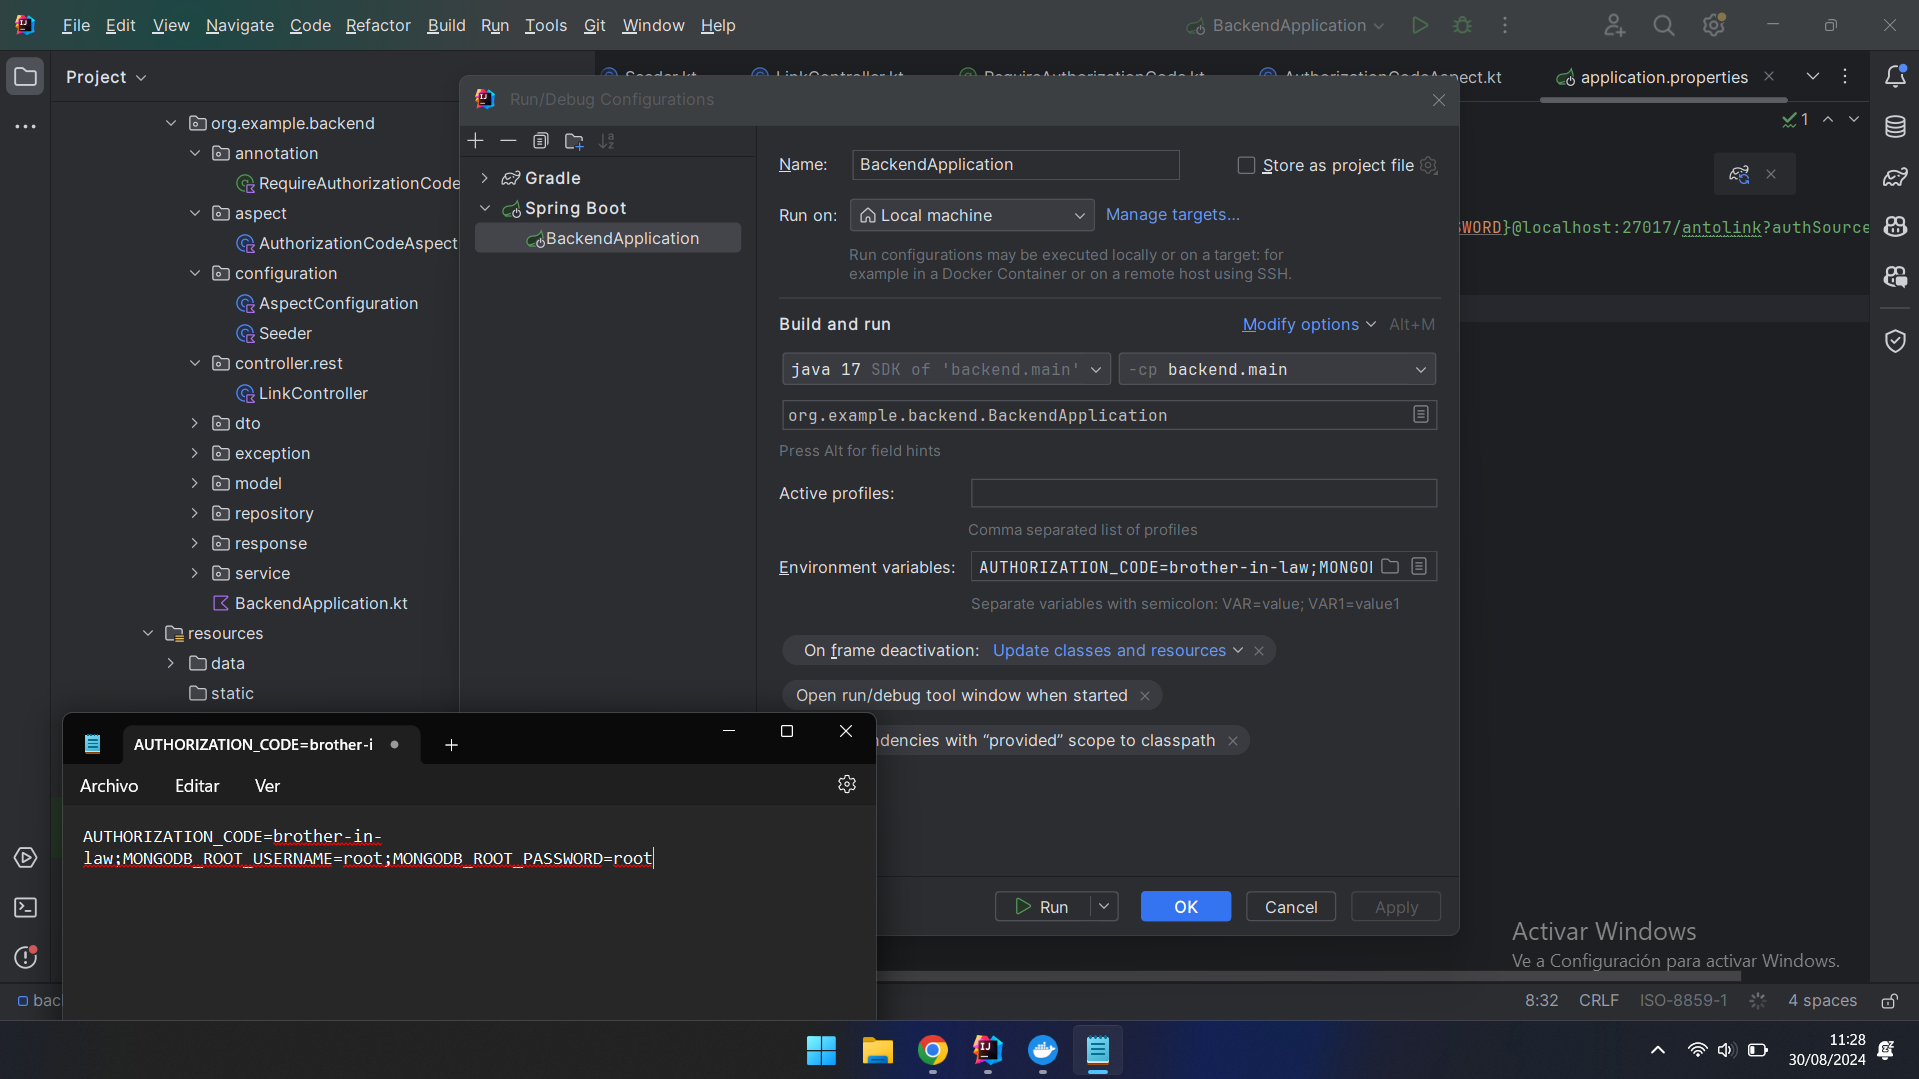 File Edit View Navigate Code Refactor Build Run Tools Git Window Help
BackendApplication
Project
Seeder.kt LinkController.kt RequireAuthorizationCode.kt AuthorizationCodeAspect.kt application.properties
Run/Debug Configurations
1
org.example.backend
annotation
RequireAuthorizationCode
aspect
AuthorizationCodeAspect
configuration
AspectConfiguration
Seeder
controller.rest
LinkController
dto
exception
model
repository
response
service
BackendApplication.kt
resources
data
static
Gradle
Spring Boot
BackendApplication
Name: BackendApplication Store as project file
Run on: Local machine Manage targets...
Run configurations may be executed locally or on a target: for
example in a Docker Container or on a remote host using SSH.
Build and run Modify options Alt+M
java 17 SDK of 'backend.main' -cp backend.main
org.example.backend.BackendApplication
Press Alt for field hints
Active profiles:
Comma separated list of profiles
Environment variables: AUTHORIZATION_CODE=brother-in-law;MONGO
Separate variables with semicolon: VAR=value; VAR1=value1
On frame deactivation: Update classes and resources
Open run/debug tool window when started
ndencies with “provided” scope to classpath
Run OK Cancel Apply
WORD}@localhost:27017/antolink?authSource
AUTHORIZATION_CODE=brother-i
Archivo Editar Ver
AUTHORIZATION_CODE=brother-in-
law;MONGODB_ROOT_USERNAME=root;MONGODB_ROOT_PASSWORD=root
Activar Windows
Ve a Configuración para activar Windows.
bac
8:32 CRLF ISO-8859-1 4 spaces
11:28
30/08/2024